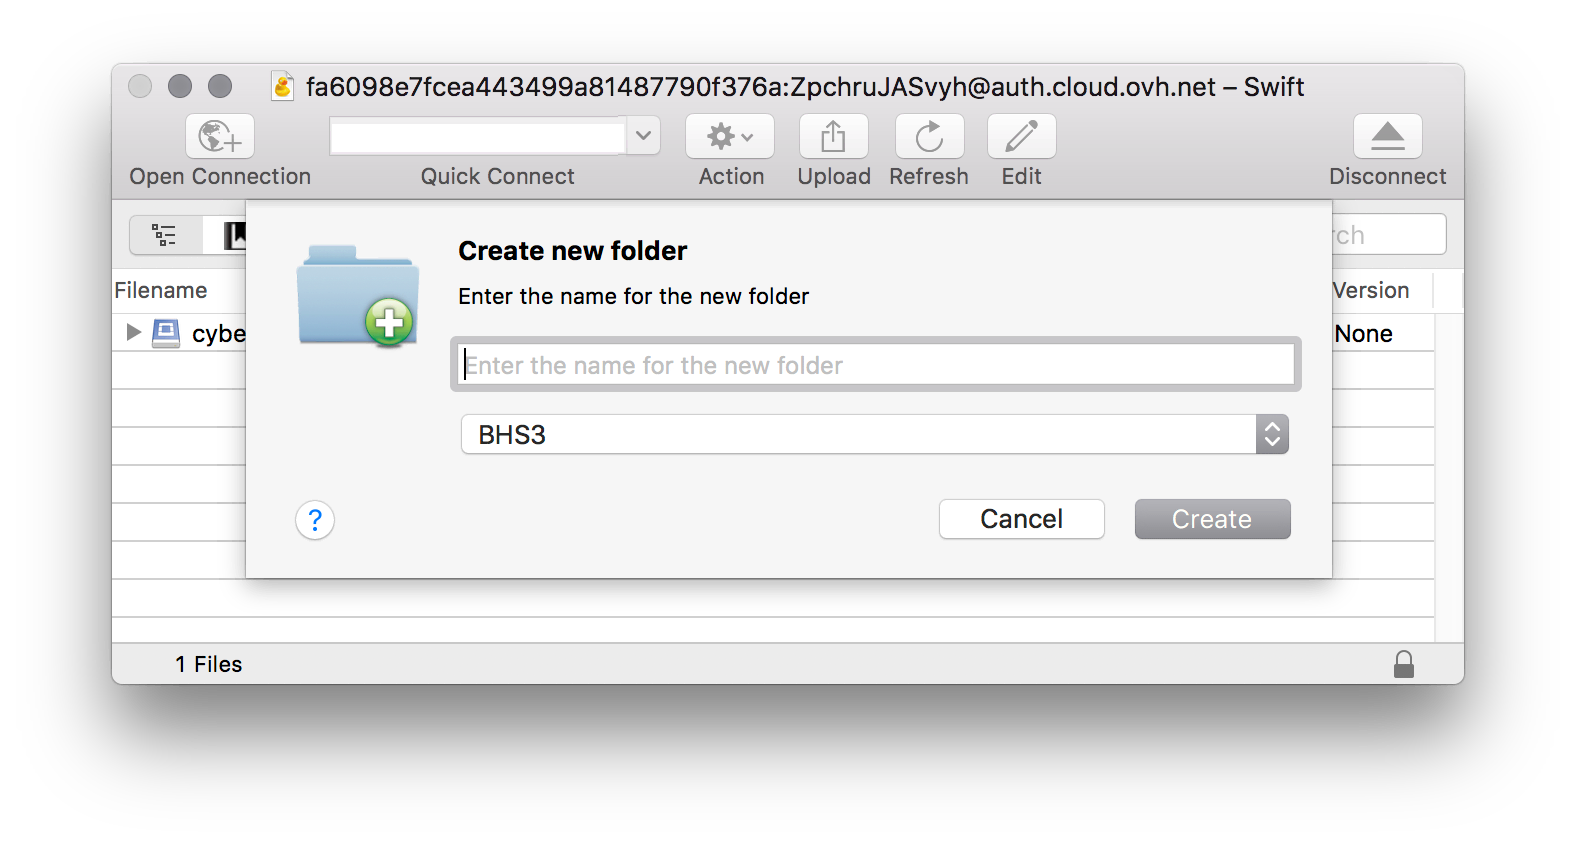 fa6098e7fcea443499a81487790f376a:ZpchruJASvyh@auth.cloud.ovh.net – Swift
Open Connection
Quick Connect
Action
Upload
Refresh
Edit
Disconnect
rch
Create new folder
Enter the name for the new folder
Filename
Version
cybe
None
Enter the name for the new folder
BHS3
?
Cancel
Create
1 Files